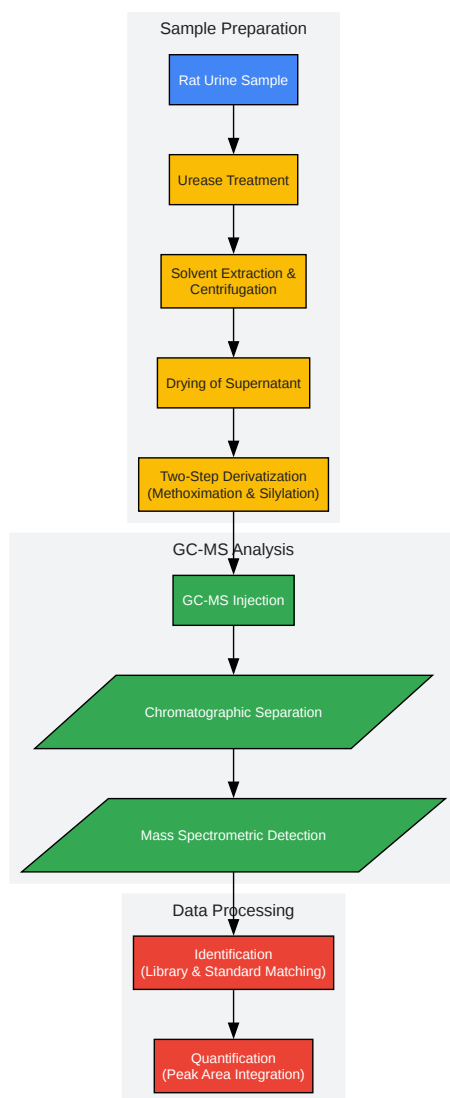 Sample Preparation
Rat Urine Sample
Urease Treatment
Solvent Extraction &
Centrifugation
Drying of Supernatant
Two-Step Derivatization
(Methoximation & Silylation)
GC-MS Analysis
GC-MS Injection
Chromatographic Separation
Mass Spectrometric Detection
Data Processing
Identification
(Library & Standard Matching)
Quantification
(Peak Area Integration)